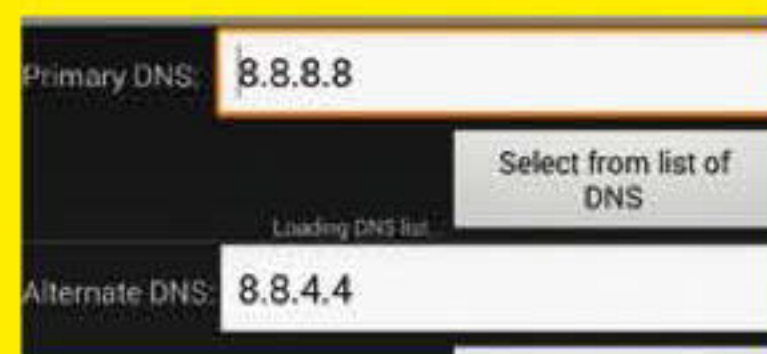 Primary DNS:
8.8.8.8
Select from list of
DNS
Loading DNS list
Alternate DNS:
8.8.4.4